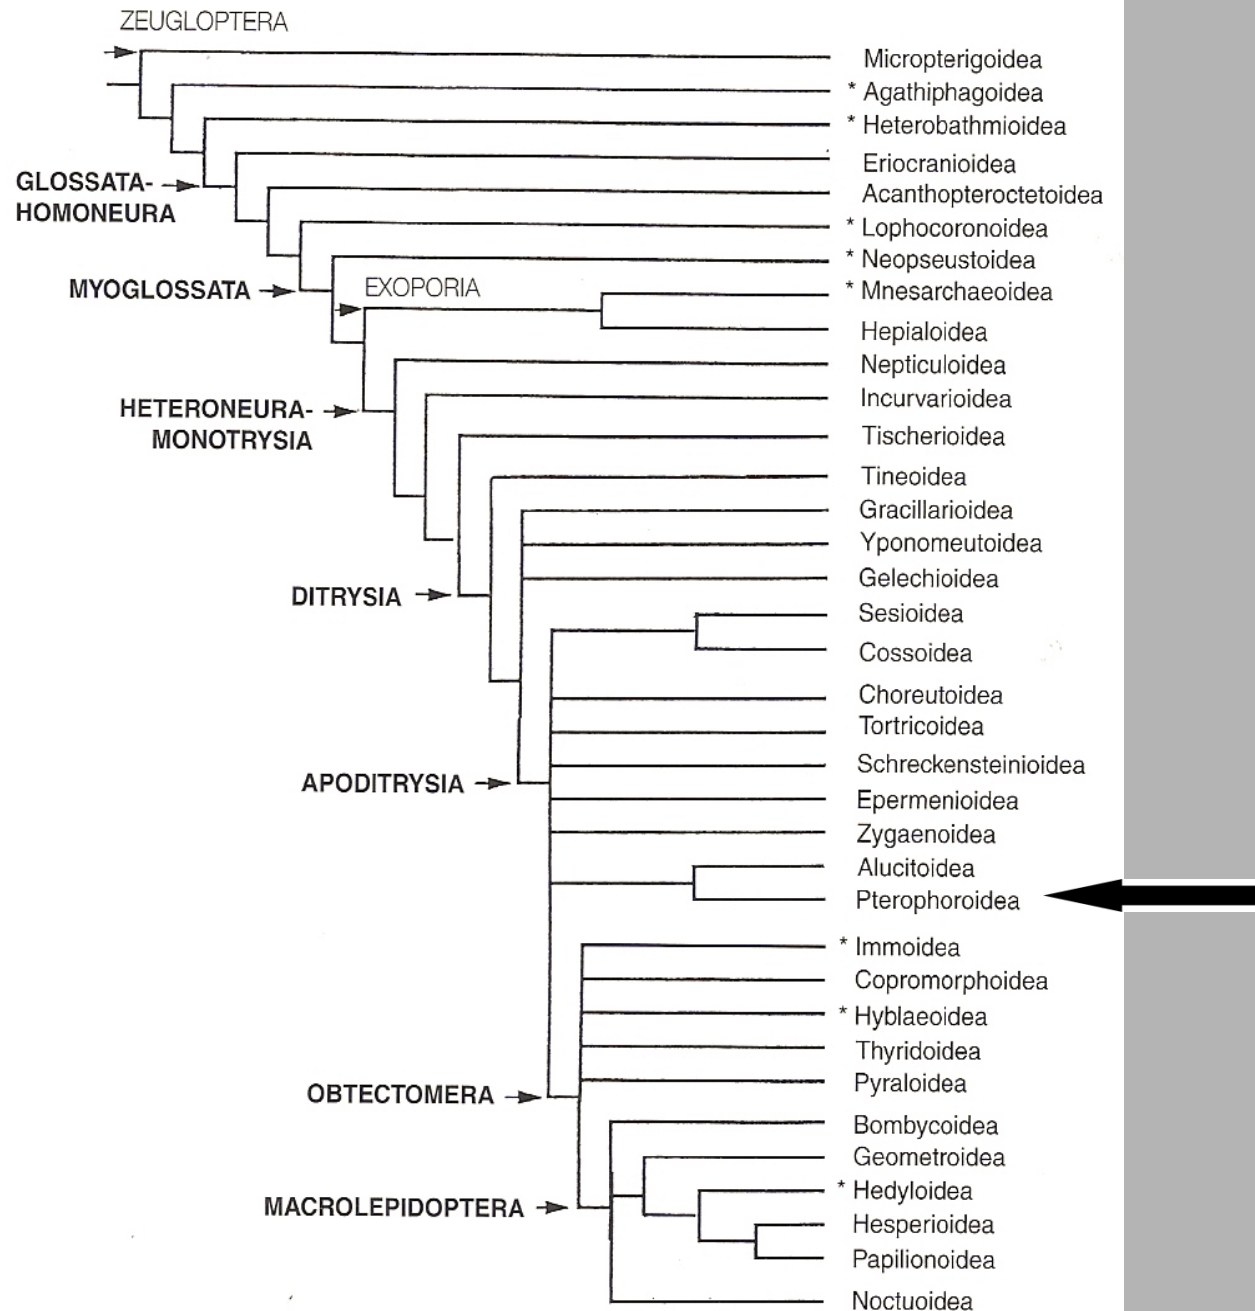 ZEUGLOPTERA
Micropterigoidea
* Agathiphagoidea
* Heterobathmioidea
Eriocranioidea
GLOSSATA-
HOMONEURA
Acanthopteroctetoidea
* Lophocoronoidea
* Neopseustoidea
MYOGLOSSATA
EXOPORIA
* Mnesarchaeoidea
Hepialoidea
Nepticuloidea
HETERONEURA-
MONOTRYSIA
Incurvarioidea
Tischerioidea
Tineoidea
Gracillarioidea
Yponomeutoidea
Gelechioidea
DITRYSIA
Sesioidea
Cossoidea
Choreutoidea
Tortricoidea
Schreckensteinioidea
APODITRYSIA
Epermenioidea
Zygaenoidea
Alucitoidea
Pterophoroidea
* Immoidea
Copromorphoidea
* Hyblaeoidea
Thyridoidea
Pyraloidea
OBTECTOMERA
Bombycoidea
Geometroidea
* Hedyloidea
MACROLEPIDOPTERA
Hesperioidea
Papilionoidea
Noctuoidea